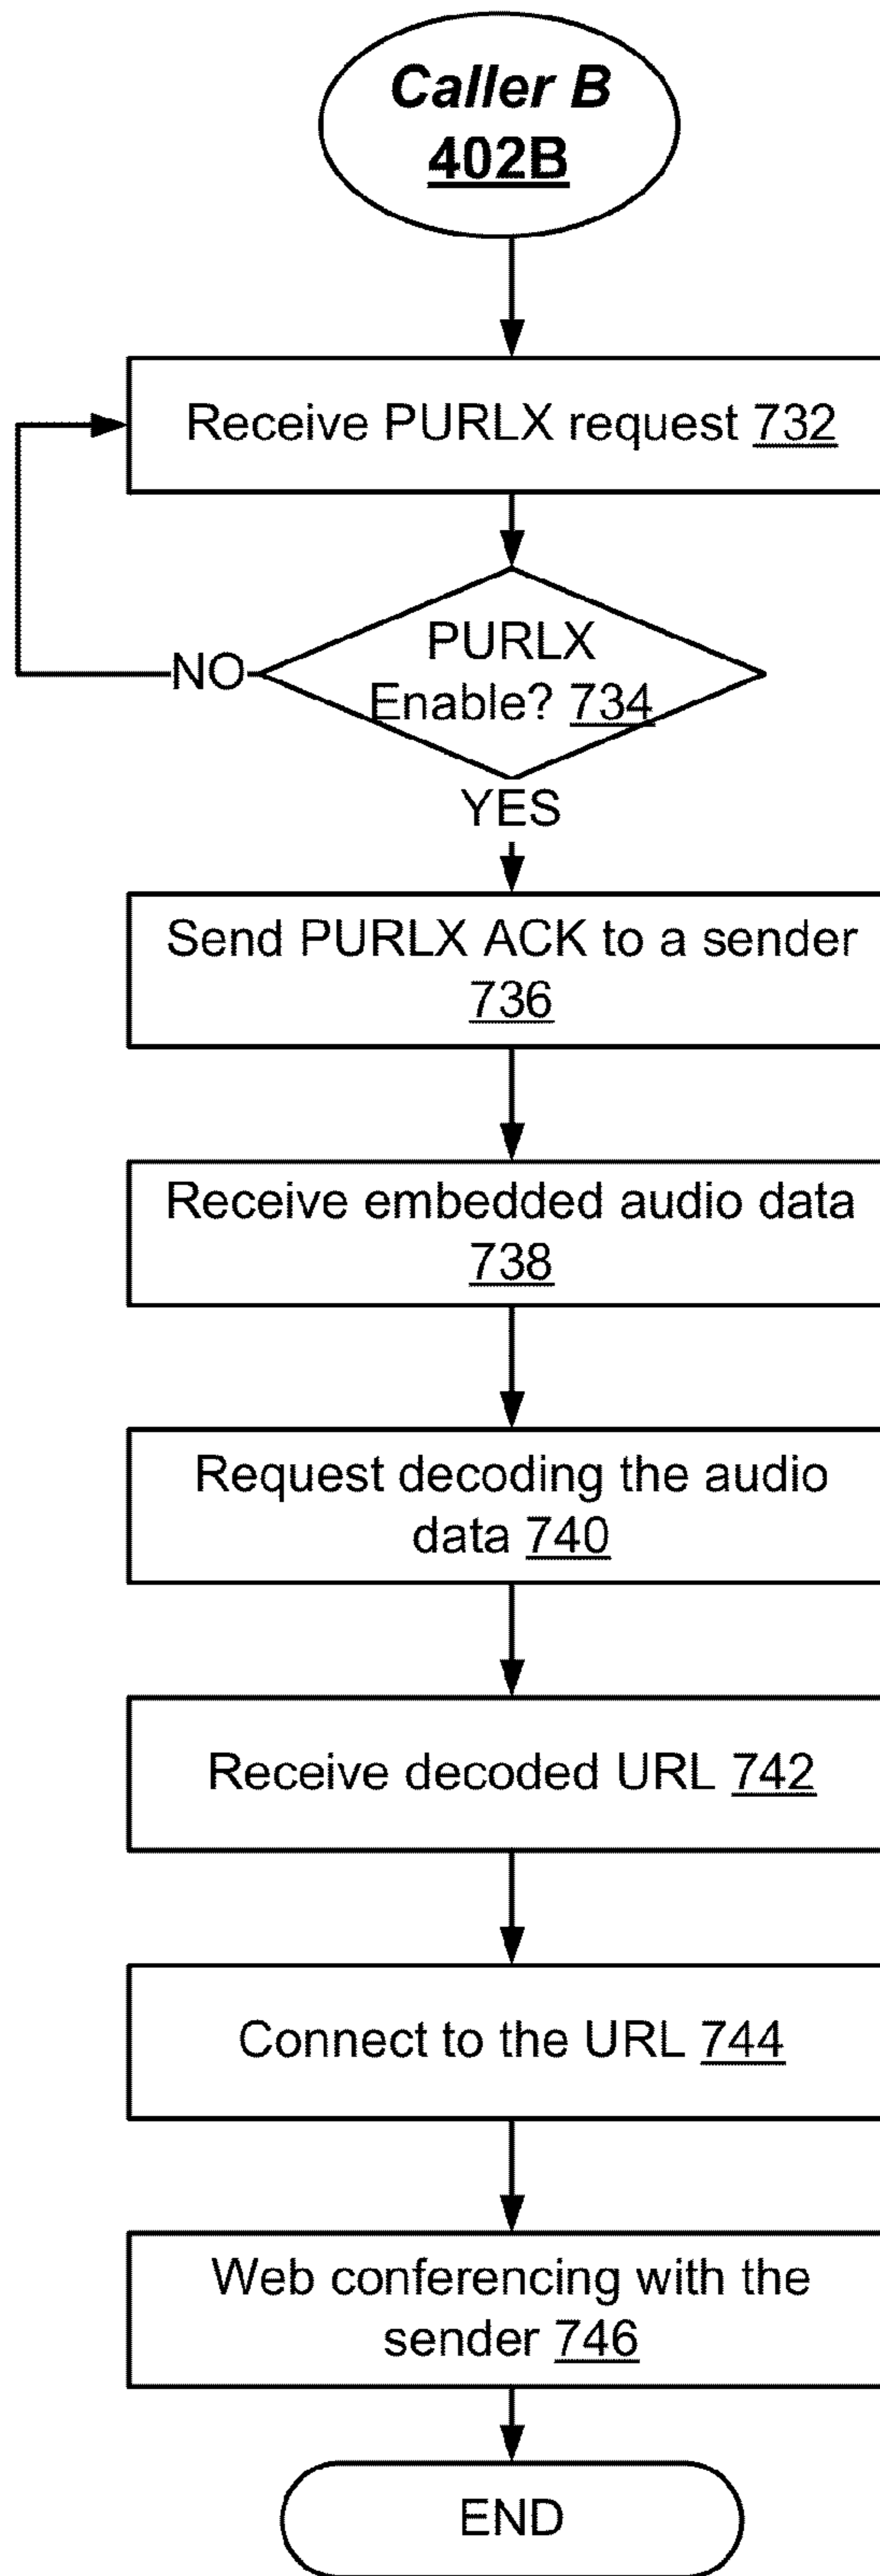 Caller B
402B
Receive PURLX request 732
PURLX
NO
Enable? 734
YES
Send PURLX ACK to a sender
736
Receive embedded audio data
738
Request decoding the audio
data 740
Receive decoded URL 742
Connect to the URL 744
Web conferencing with the
sender 746
END